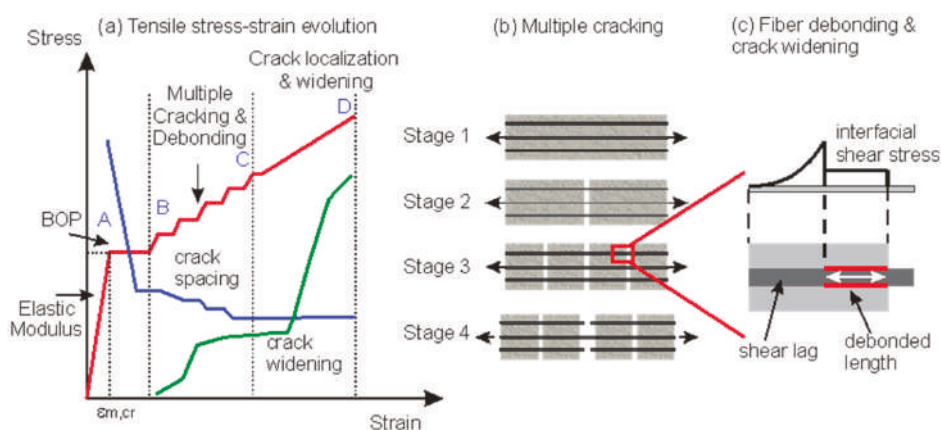 (a) Tensile stress-strain evolution
Stress
Crack localization
& widening
Multiple
Cracking &
Debonding
A
B
C
D
BOP
crack
spacing
Elastic
Modulus
crack
widening
εm,cr
Strain
(b) Multiple cracking
Stage 1
Stage 2
Stage 3
Stage 4
(c) Fiber debonding &
crack widening
interfacial
shear stress
shear lag
debonded
length